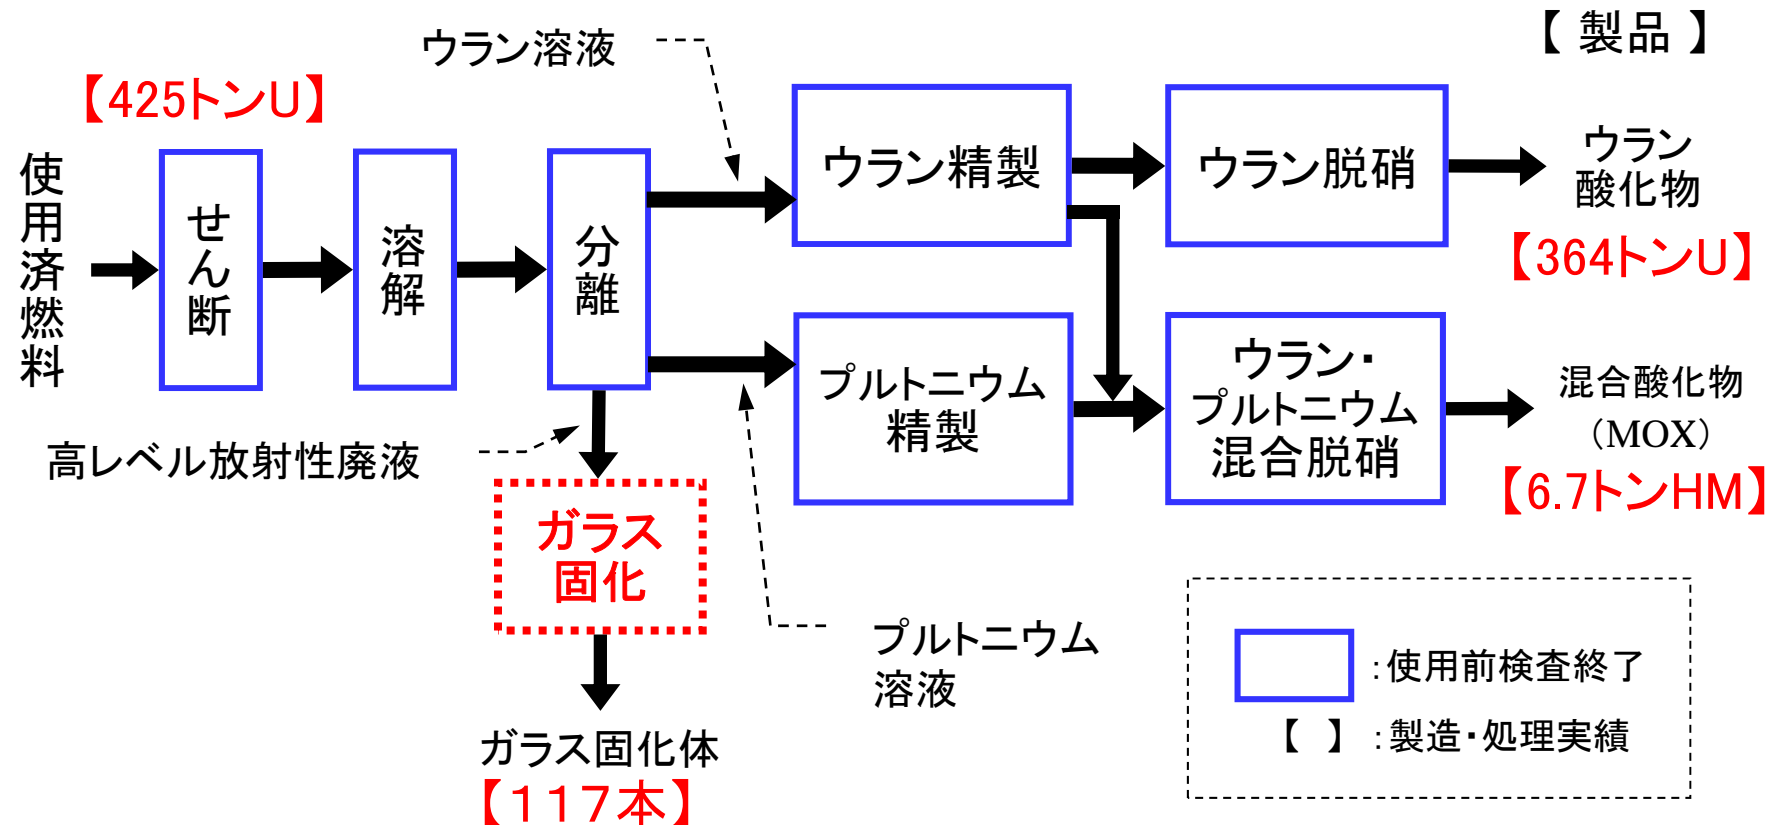 【 製品 】
ウラン溶液
【425トンU】
使用済燃料
せん断
溶解
分離
ウラン精製
ウラン脱硝
ウラン
酸化物
【364トンU】
プルトニウム
精製
ウラン・
プルトニウム
混合脱硝
混合酸化物
（MOX）
【6.7トンHM】
高レベル放射性廃液
ガラス
固化
プルトニウム
溶液
ガラス固化体
【１１７本】
：使用前検査終了
【 】：製造・処理実績